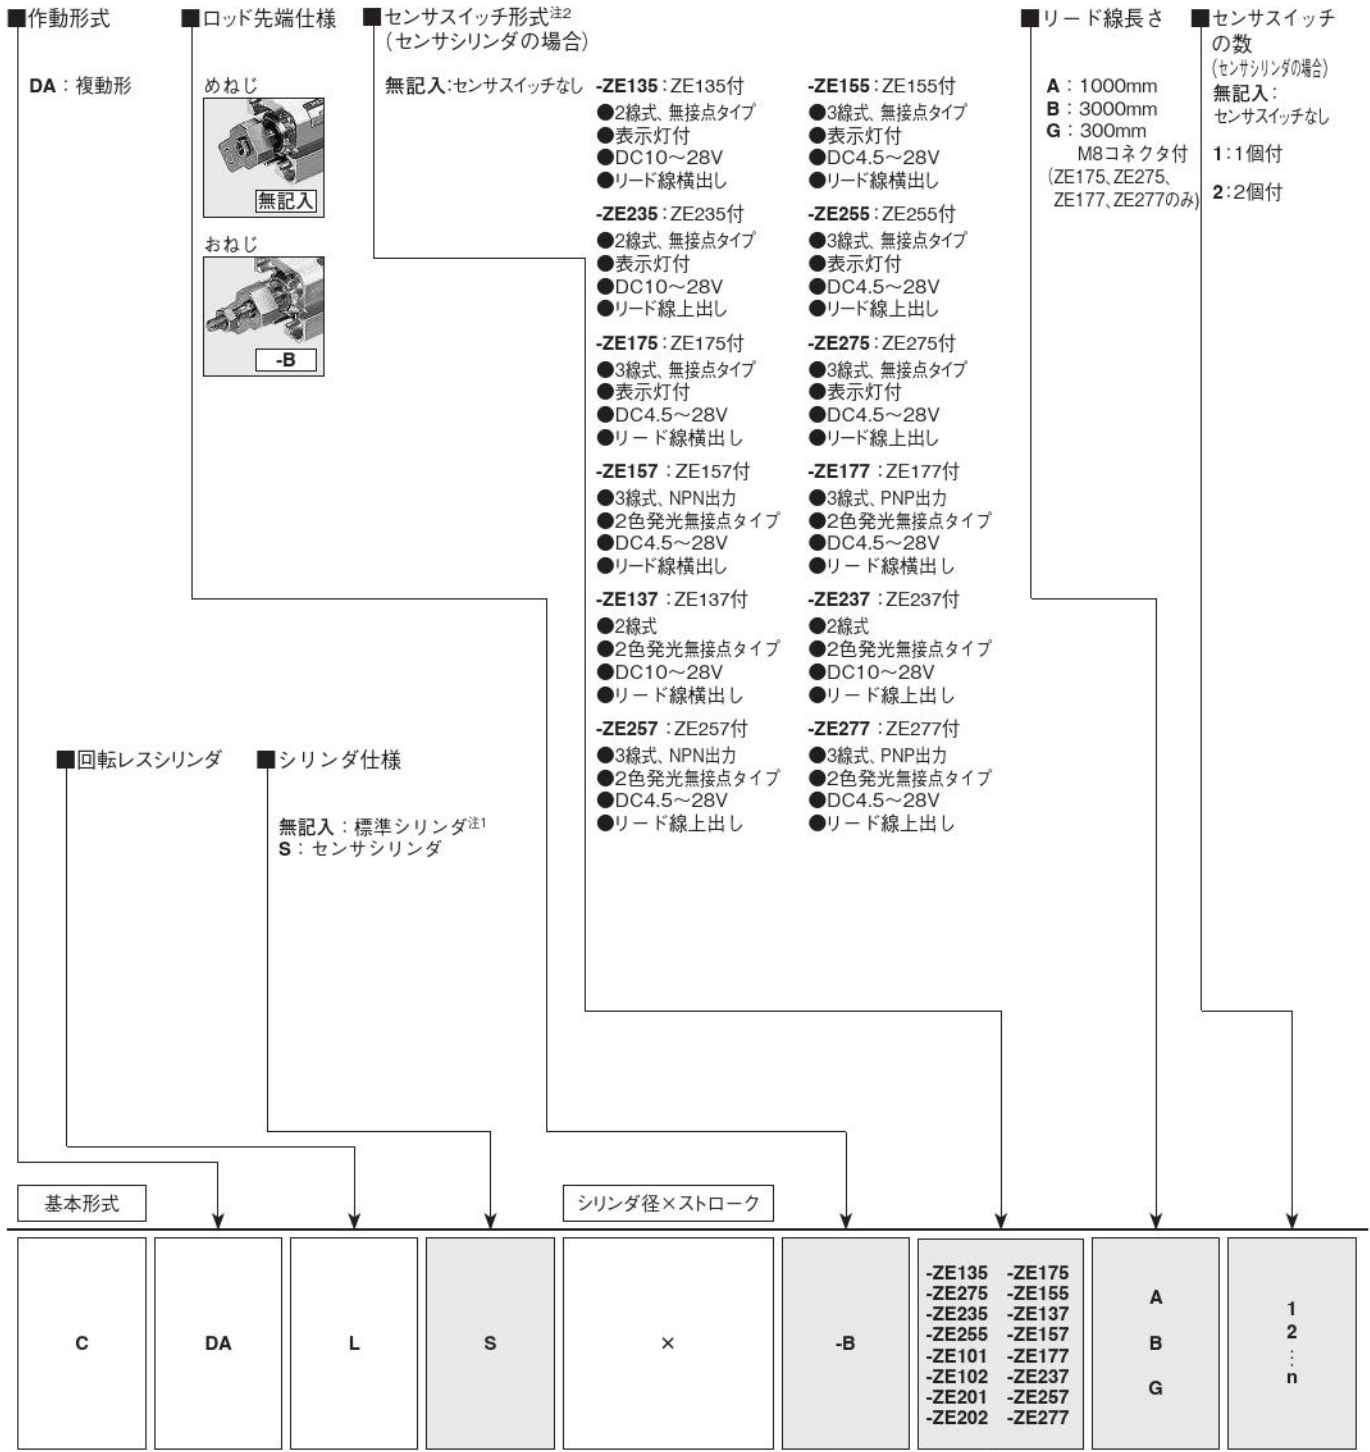 ■作動形式
DA：複動形
■ロッド先端仕様
めねじ
無記入
おねじ
-B
■センサスイッチ形式注2
（センサシリンダの場合）
無記入：センサスイッチなし
-ZE135：ZE135付
●2線式、無接点タイプ
●表示灯付
●DC10～28V
●リード線横出し
-ZE235：ZE235付
●2線式、無接点タイプ
●表示灯付
●DC10～28V
●リード線上出し
-ZE175：ZE175付
●3線式、無接点タイプ
●表示灯付
●DC4.5～28V
●リード線横出し
-ZE157：ZE157付
●3線式、NPN出力
●2色発光無接点タイプ
●DC4.5～28V
●リード線横出し
-ZE137：ZE137付
●2線式
●2色発光無接点タイプ
●DC10～28V
●リード線横出し
-ZE257：ZE257付
●3線式、NPN出力
●2色発光無接点タイプ
●DC4.5～28V
●リード線上出し
-ZE155：ZE155付
●3線式、無接点タイプ
●表示灯付
●DC4.5～28V
●リード線横出し
-ZE255：ZE255付
●3線式、無接点タイプ
●表示灯付
●DC4.5～28V
●リード線上出し
-ZE275：ZE275付
●3線式、無接点タイプ
●表示灯付
●DC4.5～28V
●リード線上出し
-ZE177：ZE177付
●3線式、PNP出力
●2色発光無接点タイプ
●DC4.5～28V
●リード線横出し
-ZE237：ZE237付
●2線式
●2色発光無接点タイプ
●DC10～28V
●リード線上出し
-ZE277：ZE277付
●3線式、PNP出力
●2色発光無接点タイプ
●DC4.5～28V
●リード線上出し
■リード線長さ
A：1000mm
B：3000mm
G：300mm
M8コネクタ付
(ZE175、ZE275、
ZE177、ZE277のみ)
■センサスイッチ
の数
(センサシリンダの場合)
無記入：
センサスイッチなし
1：1個付
2：2個付
■回転レスシリンダ
■シリンダ仕様
無記入：標準シリンダ注1
S：センサシリンダ
基本形式
シリンダ径×ストローク
C
DA
L
S
×
-B
-ZE135 -ZE175
-ZE275 -ZE155
-ZE235 -ZE137
-ZE255 -ZE157
-ZE101 -ZE177
-ZE102 -ZE237
-ZE201 -ZE257
-ZE202 -ZE277
A
B
G
1
2
⋮
n